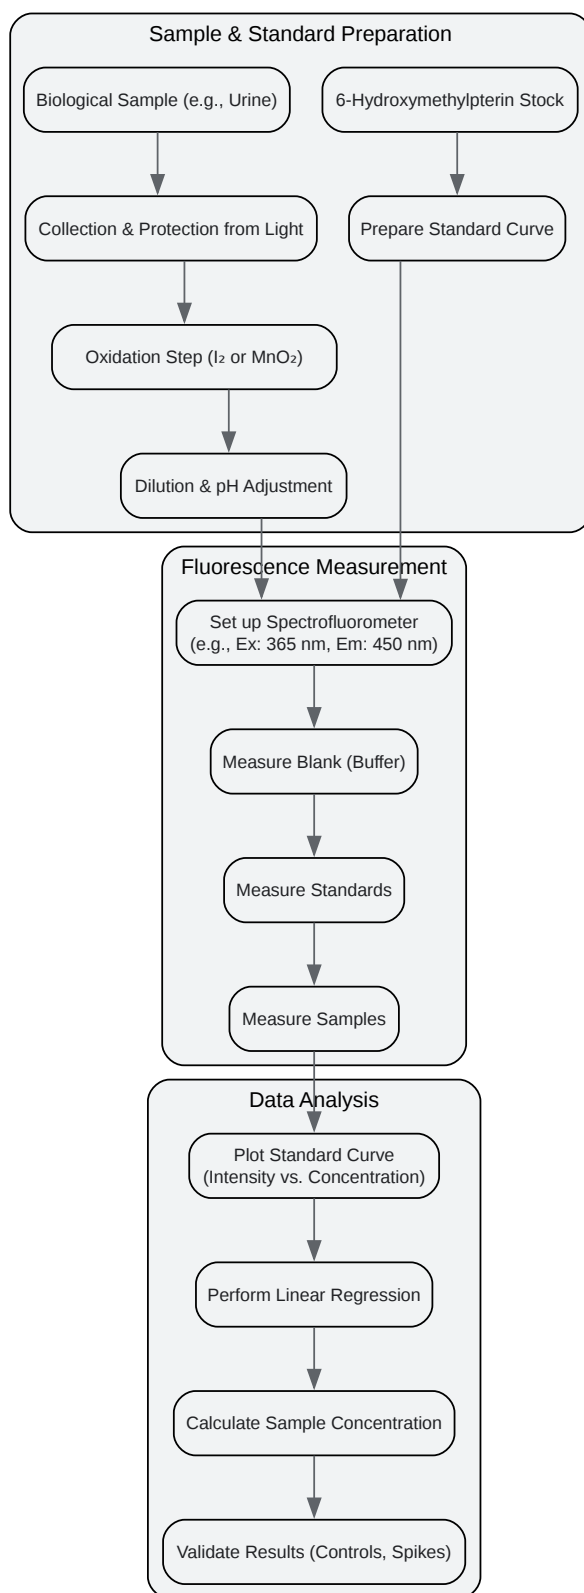 Sample & Standard Preparation
Biological Sample (e.g., Urine)
6-Hydroxymethylpterin Stock
Collection & Protection from Light
Prepare Standard Curve
Oxidation Step (I₂ or MnO₂)
Dilution & pH Adjustment
Fluorescence Measurement
Set up Spectrofluorometer
(e.g., Ex: 365 nm, Em: 450 nm)
Measure Blank (Buffer)
Measure Standards
Measure Samples
Data Analysis
Plot Standard Curve
(Intensity vs. Concentration)
Perform Linear Regression
Calculate Sample Concentration
Validate Results (Controls, Spikes)